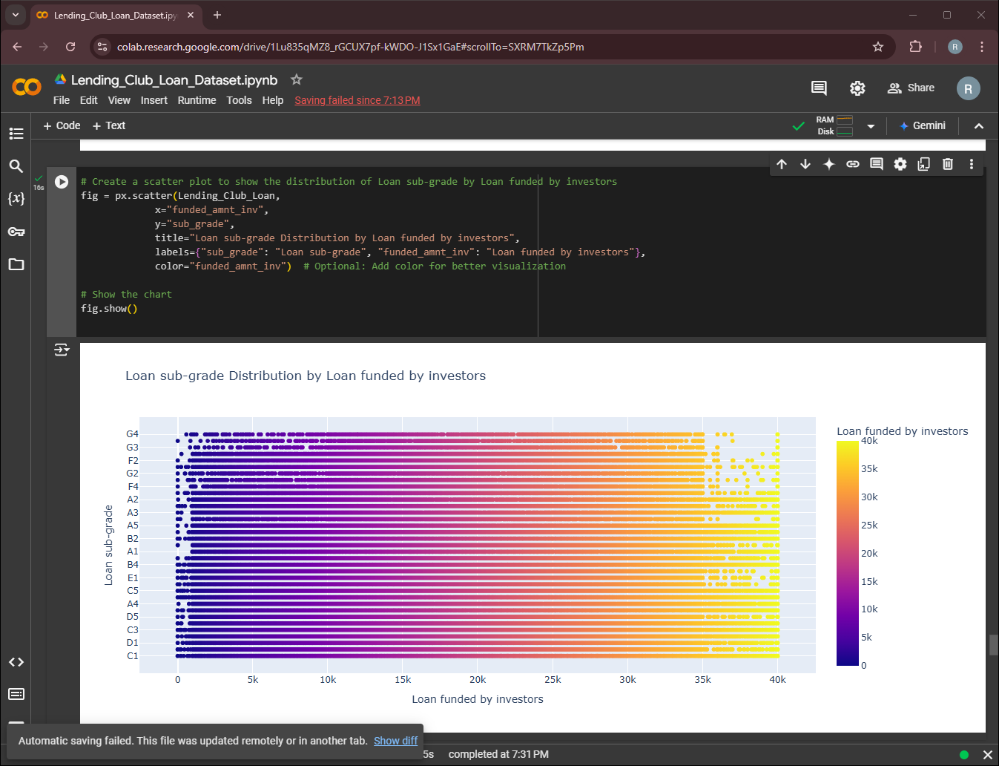 Lending_Club_Loan_Dataset.ipy
colab.research.google.com/drive/1Lu835qMZ8_rGCUX7pf-kWDO-J1Sx1GaE#scrollTo=SXRM7TkZp5Pm
R
Lending_Club_Loan_Dataset.ipynb
File Edit View Insert Runtime Tools Help Saving failed since 7:13 PM
Share
R
+ Code + Text
RAM
Disk
Gemini
{x}
16s
# Create a scatter plot to show the distribution of Loan sub-grade by Loan funded by investors
fig = px.scatter(Lending_Club_Loan,
x="funded_amnt_inv",
y="sub_grade",
title="Loan sub-grade Distribution by Loan funded by investors",
labels={"sub_grade": "Loan sub-grade", "funded_amnt_inv": "Loan funded by investors"},
color="funded_amnt_inv")  # Optional: Add color for better visualization
# Show the chart
fig.show()
Loan sub-grade Distribution by Loan funded by investors
Loan sub-grade
G4
G3
F2
G2
F4
A2
A3
A5
B2
A1
B4
E1
C5
A4
D5
C3
D1
C1
0 5k 10k 15k 20k 25k 30k 35k 40k
Loan funded by investors
Loan funded by investors
40k
35k
30k
25k
20k
15k
10k
5k
0
Automatic saving failed. This file was updated remotely or in another tab. Show diff
5s completed at 7:31 PM